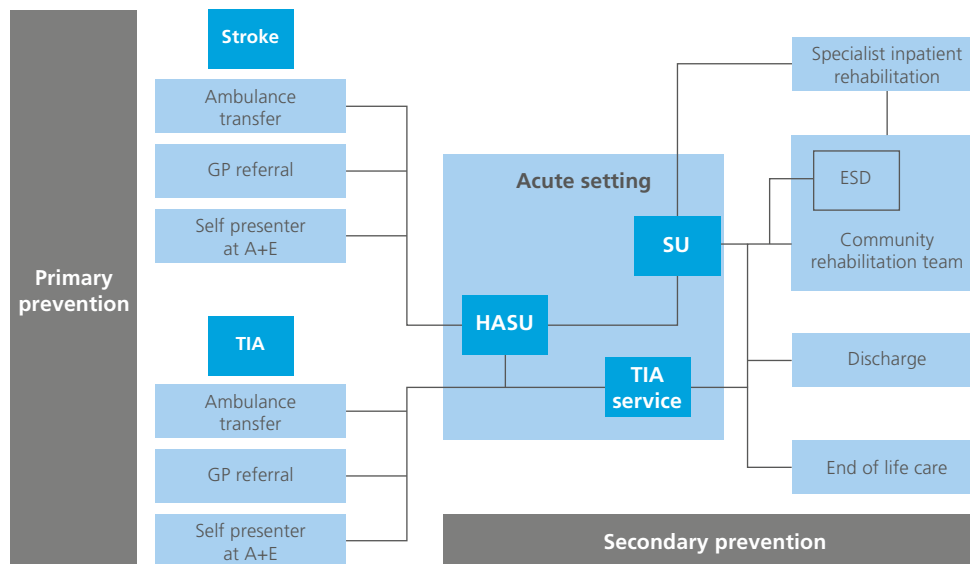 Primary
prevention
Stroke
Ambulance
transfer
GP referral
Self presenter
at A+E
TIA
Ambulance
transfer
GP referral
Self presenter
at A+E
Acute setting
SU
HASU
TIA
service
Specialist inpatient
rehabilitation
ESD
Community
rehabilitation team
Discharge
End of life care
Secondary prevention